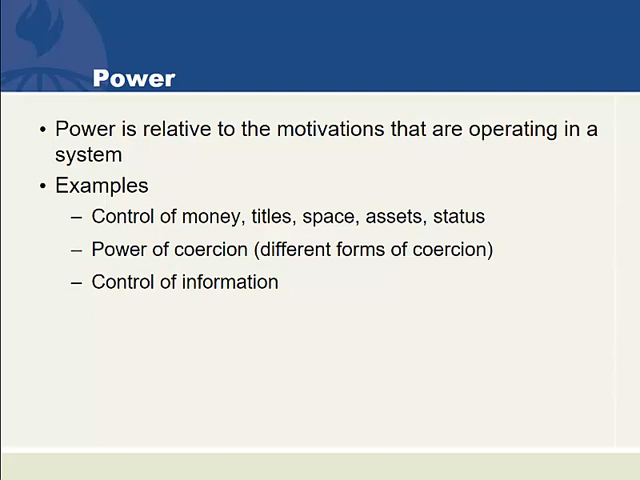 Power
• Power is relative to the motivations that are operating in a
system
• Examples
– Control of money, titles, space, assets, status
– Power of coercion (different forms of coercion)
– Control of information